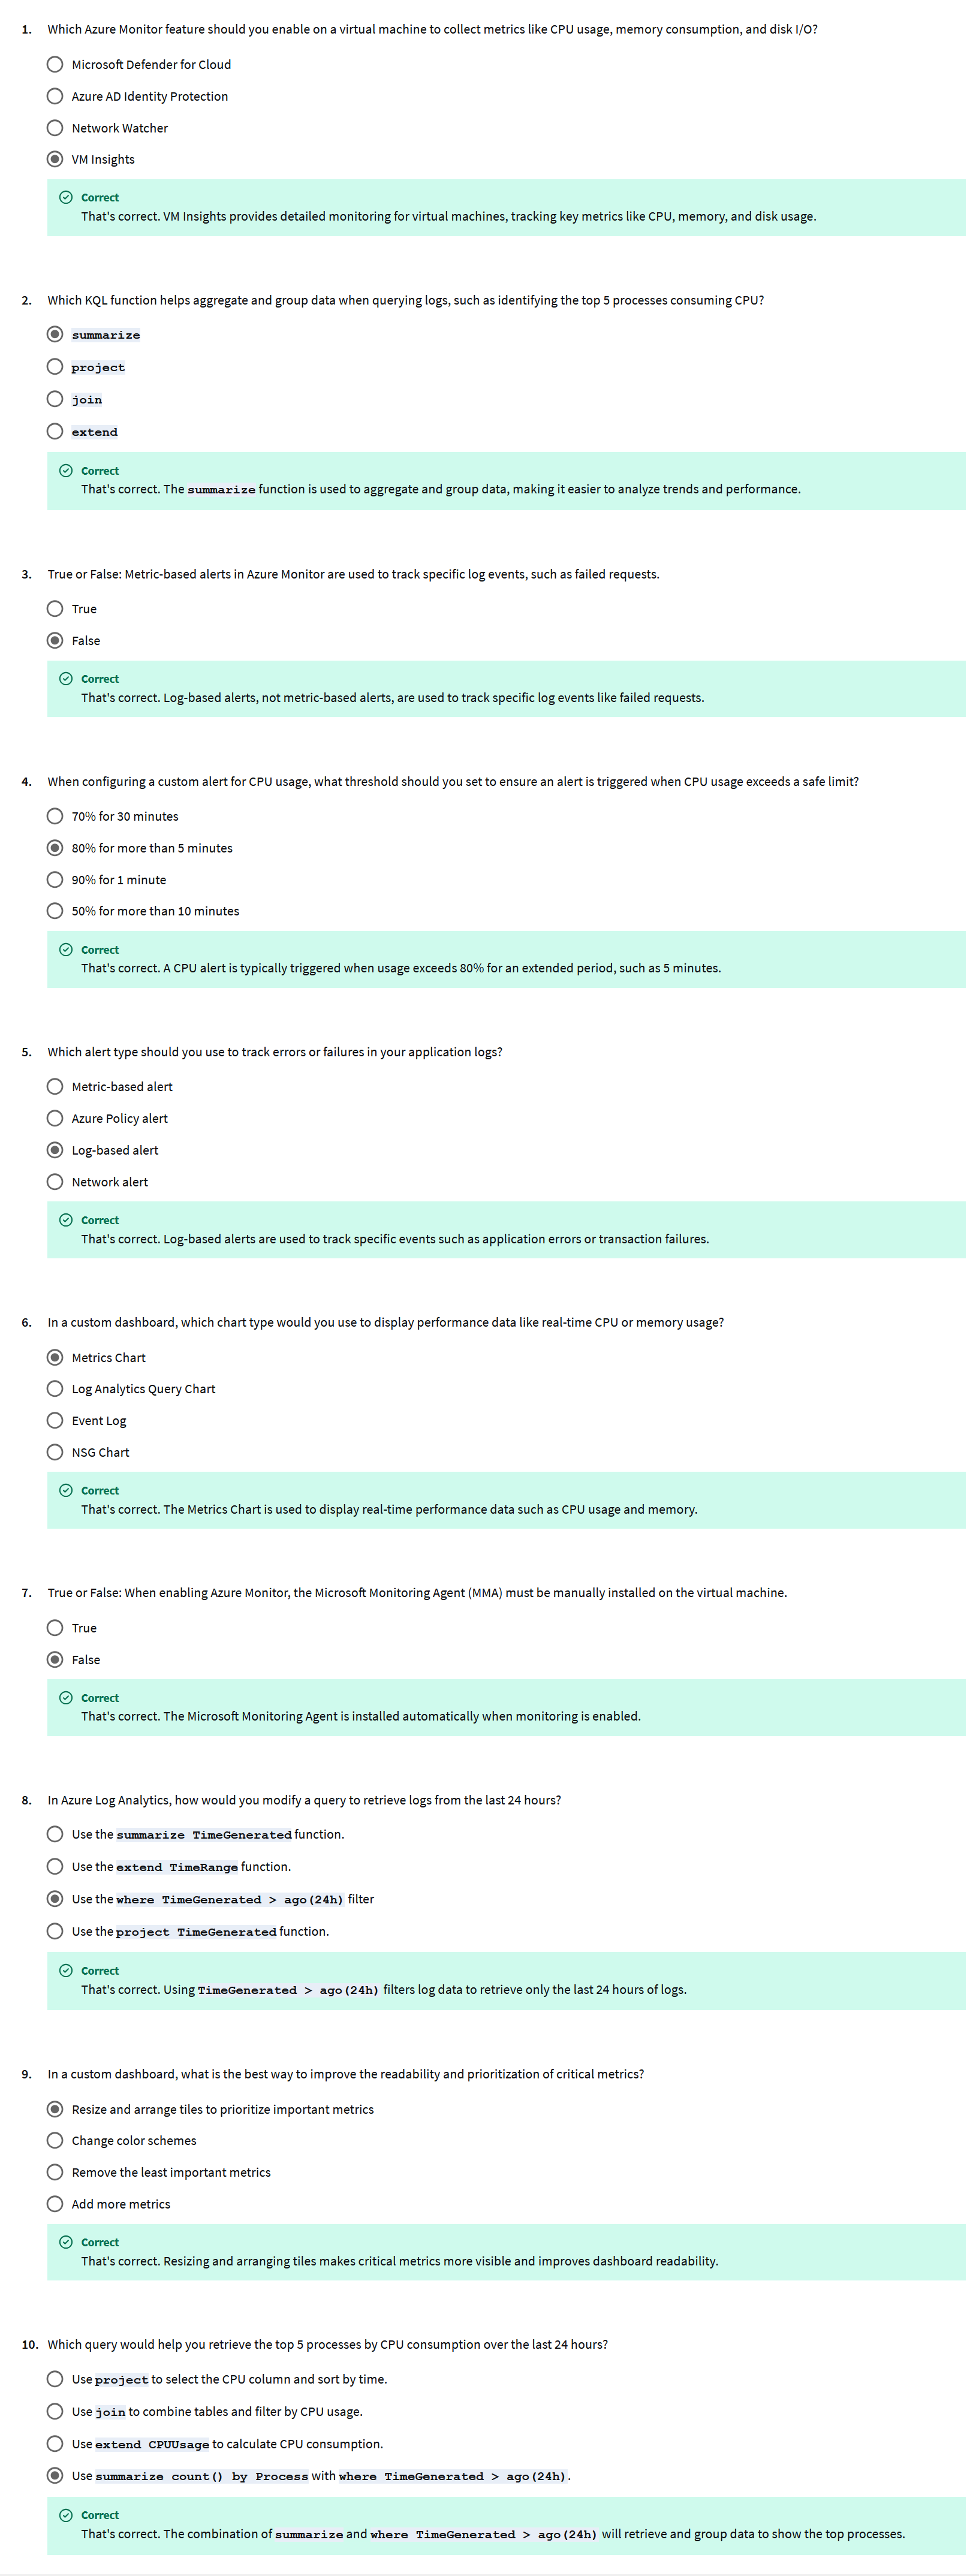 1. Which Azure Monitor feature should you enable on a virtual machine to collect metrics like CPU usage, memory consumption, and disk I/O?
Microsoft Defender for Cloud
Azure AD Identity Protection
Network Watcher
VM Insights
Correct
That's correct. VM Insights provides detailed monitoring for virtual machines, tracking key metrics like CPU, memory, and disk usage.
2. Which KQL function helps aggregate and group data when querying logs, such as identifying the top 5 processes consuming CPU?
summarize
project
join
extend
Correct
That's correct. The summarize function is used to aggregate and group data, making it easier to analyze trends and performance.
3. True or False: Metric-based alerts in Azure Monitor are used to track specific log events, such as failed requests.
True
False
Correct
That's correct. Log-based alerts, not metric-based alerts, are used to track specific log events like failed requests.
4. When configuring a custom alert for CPU usage, what threshold should you set to ensure an alert is triggered when CPU usage exceeds a safe limit?
70% for 30 minutes
80% for more than 5 minutes
90% for 1 minute
50% for more than 10 minutes
Correct
That's correct. A CPU alert is typically triggered when usage exceeds 80% for an extended period, such as 5 minutes.
5. Which alert type should you use to track errors or failures in your application logs?
Metric-based alert
Azure Policy alert
Log-based alert
Network alert
Correct
That's correct. Log-based alerts are used to track specific events such as application errors or transaction failures.
6. In a custom dashboard, which chart type would you use to display performance data like real-time CPU or memory usage?
Metrics Chart
Log Analytics Query Chart
Event Log
NSG Chart
Correct
That's correct. The Metrics Chart is used to display real-time performance data such as CPU usage and memory.
7. True or False: When enabling Azure Monitor, the Microsoft Monitoring Agent (MMA) must be manually installed on the virtual machine.
True
False
Correct
That's correct. The Microsoft Monitoring Agent is installed automatically when monitoring is enabled.
8. In Azure Log Analytics, how would you modify a query to retrieve logs from the last 24 hours?
Use the summarize TimeGenerated function.
Use the extend TimeRange function.
Use the where TimeGenerated > ago(24h) filter
Use the project TimeGenerated function.
Correct
That's correct. Using TimeGenerated > ago(24h) filters log data to retrieve only the last 24 hours of logs.
9. In a custom dashboard, what is the best way to improve the readability and prioritization of critical metrics?
Resize and arrange tiles to prioritize important metrics
Change color schemes
Remove the least important metrics
Add more metrics
Correct
That's correct. Resizing and arranging tiles makes critical metrics more visible and improves dashboard readability.
10. Which query would help you retrieve the top 5 processes by CPU consumption over the last 24 hours?
Use project to select the CPU column and sort by time.
Use join to combine tables and filter by CPU usage.
Use extend CPUUsage to calculate CPU consumption.
Use summarize count() by Process with where TimeGenerated > ago(24h).
Correct
That's correct. The combination of summarize and where TimeGenerated > ago(24h) will retrieve and group data to show the top processes.